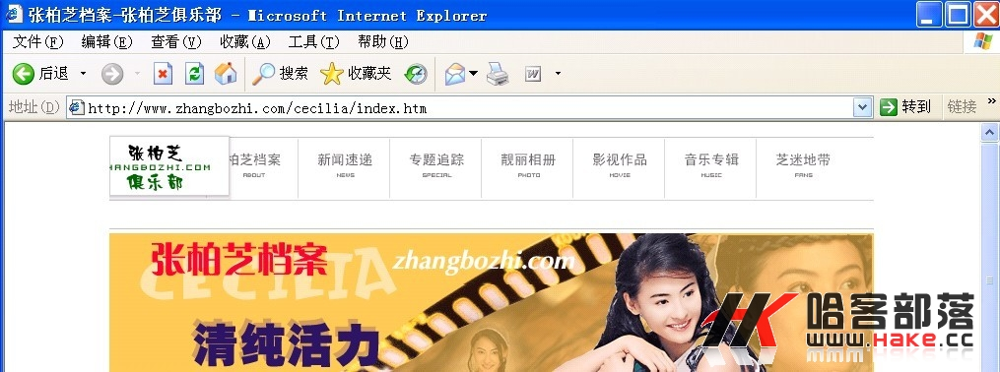 张柏芝档案-张柏芝俱乐部 - Microsoft Internet Explorer
文件(F) 编辑(E) 查看(V) 收藏(A) 工具(T) 帮助(H)
后退 搜索 收藏夹
地址(D) http://www.zhangbozhi.com/cecilia/index.htm 转到 链接 »
张柏芝
HANGBOZHI.COM
俱乐部
柏芝档案 新闻速递 专题追踪 靓丽相册 影视作品 音乐专辑 芝迷地带
ABOUT NEWS SPECIAL PHOTO MOVIE MUSIC FANS
CECILIA
张柏芝档案 zhangbozhi.com
清纯活力
HK 哈客部落
www.Hake.cc